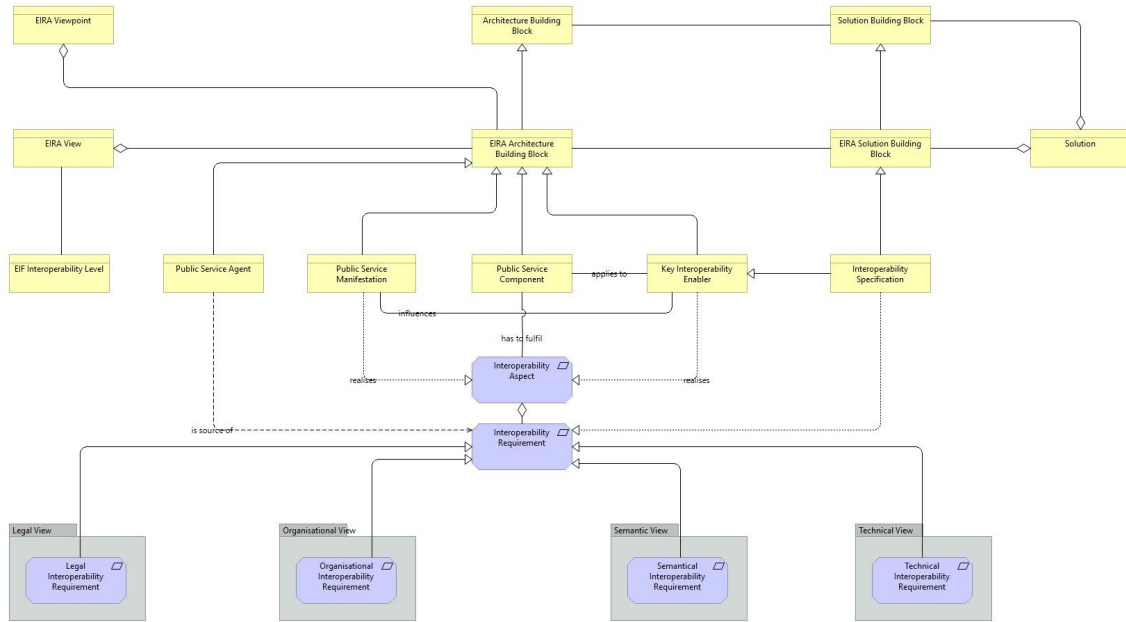 EIRA Viewpoint
Architecture Building
Block
Solution Building Block
EIRA View
EIRA Architecture
Building Block
EIRA Solution Building
Block
Solution
EIF Interoperability Level
Public Service Agent
Public Service
Manifestation
Public Service
Component
applies to
Key Interoperability
Enabler
Interoperability
Specification
influences
has to fulfil
Interoperability
Aspect
realises
realises
is source of
Interoperability
Requirement
Legal View
Legal
Interoperability
Requirement
Organisational View
Organisational
Interoperability
Requirement
Semantic View
Semantical
Interoperability
Requirement
Technical View
Technical
Interoperability
Requirement